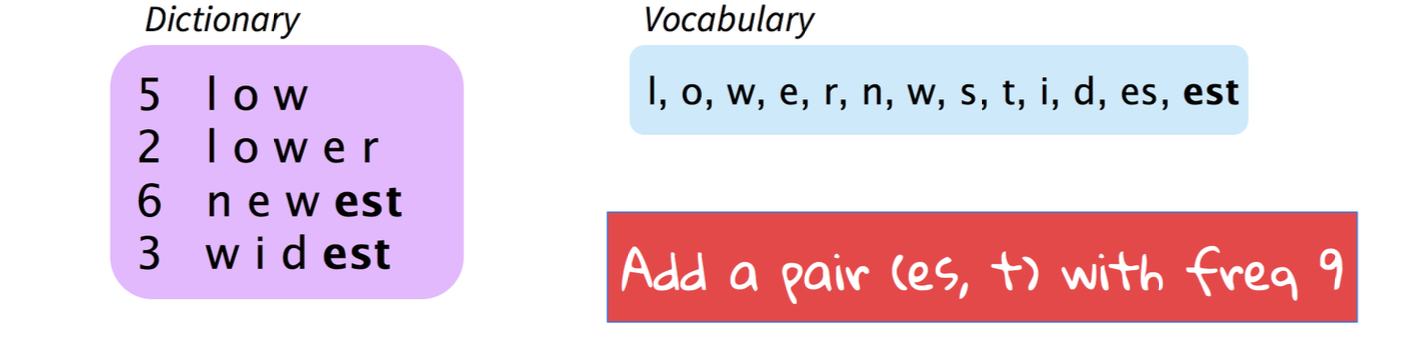 Dictionary
5 l o w
2 l o w e r
6 n e w est
3 w i d est
Vocabulary
l, o, w, e, r, n, w, s, t, i, d, es, est
Add a pair (es, t) with freq 9